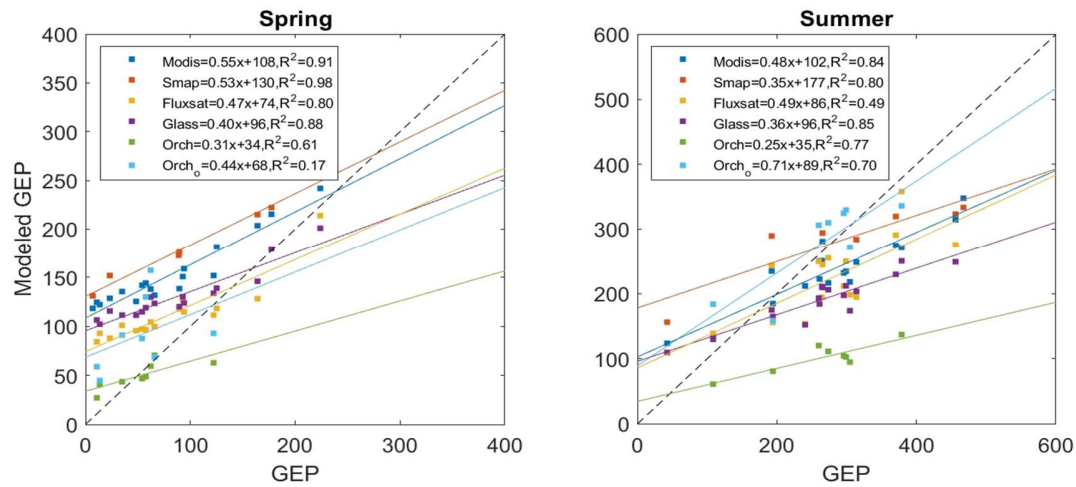 Spring
Modis=0.55x+108,R²=0.91
Smap=0.53x+130,R²=0.98
Fluxsat=0.47x+74,R²=0.80
Glass=0.40x+96,R²=0.88
Orch=0.31x+34,R²=0.61
Orchₒ=0.44x+68,R²=0.17
400
350
300
250
200
150
100
50
0
Modeled GEP
0 100 200 300 400
GEP
Summer
Modis=0.48x+102,R²=0.84
Smap=0.35x+177,R²=0.80
Fluxsat=0.49x+86,R²=0.49
Glass=0.36x+96,R²=0.85
Orch=0.25x+35,R²=0.77
Orchₒ=0.71x+89,R²=0.70
600
500
400
300
200
100
0
0 200 400 600
GEP